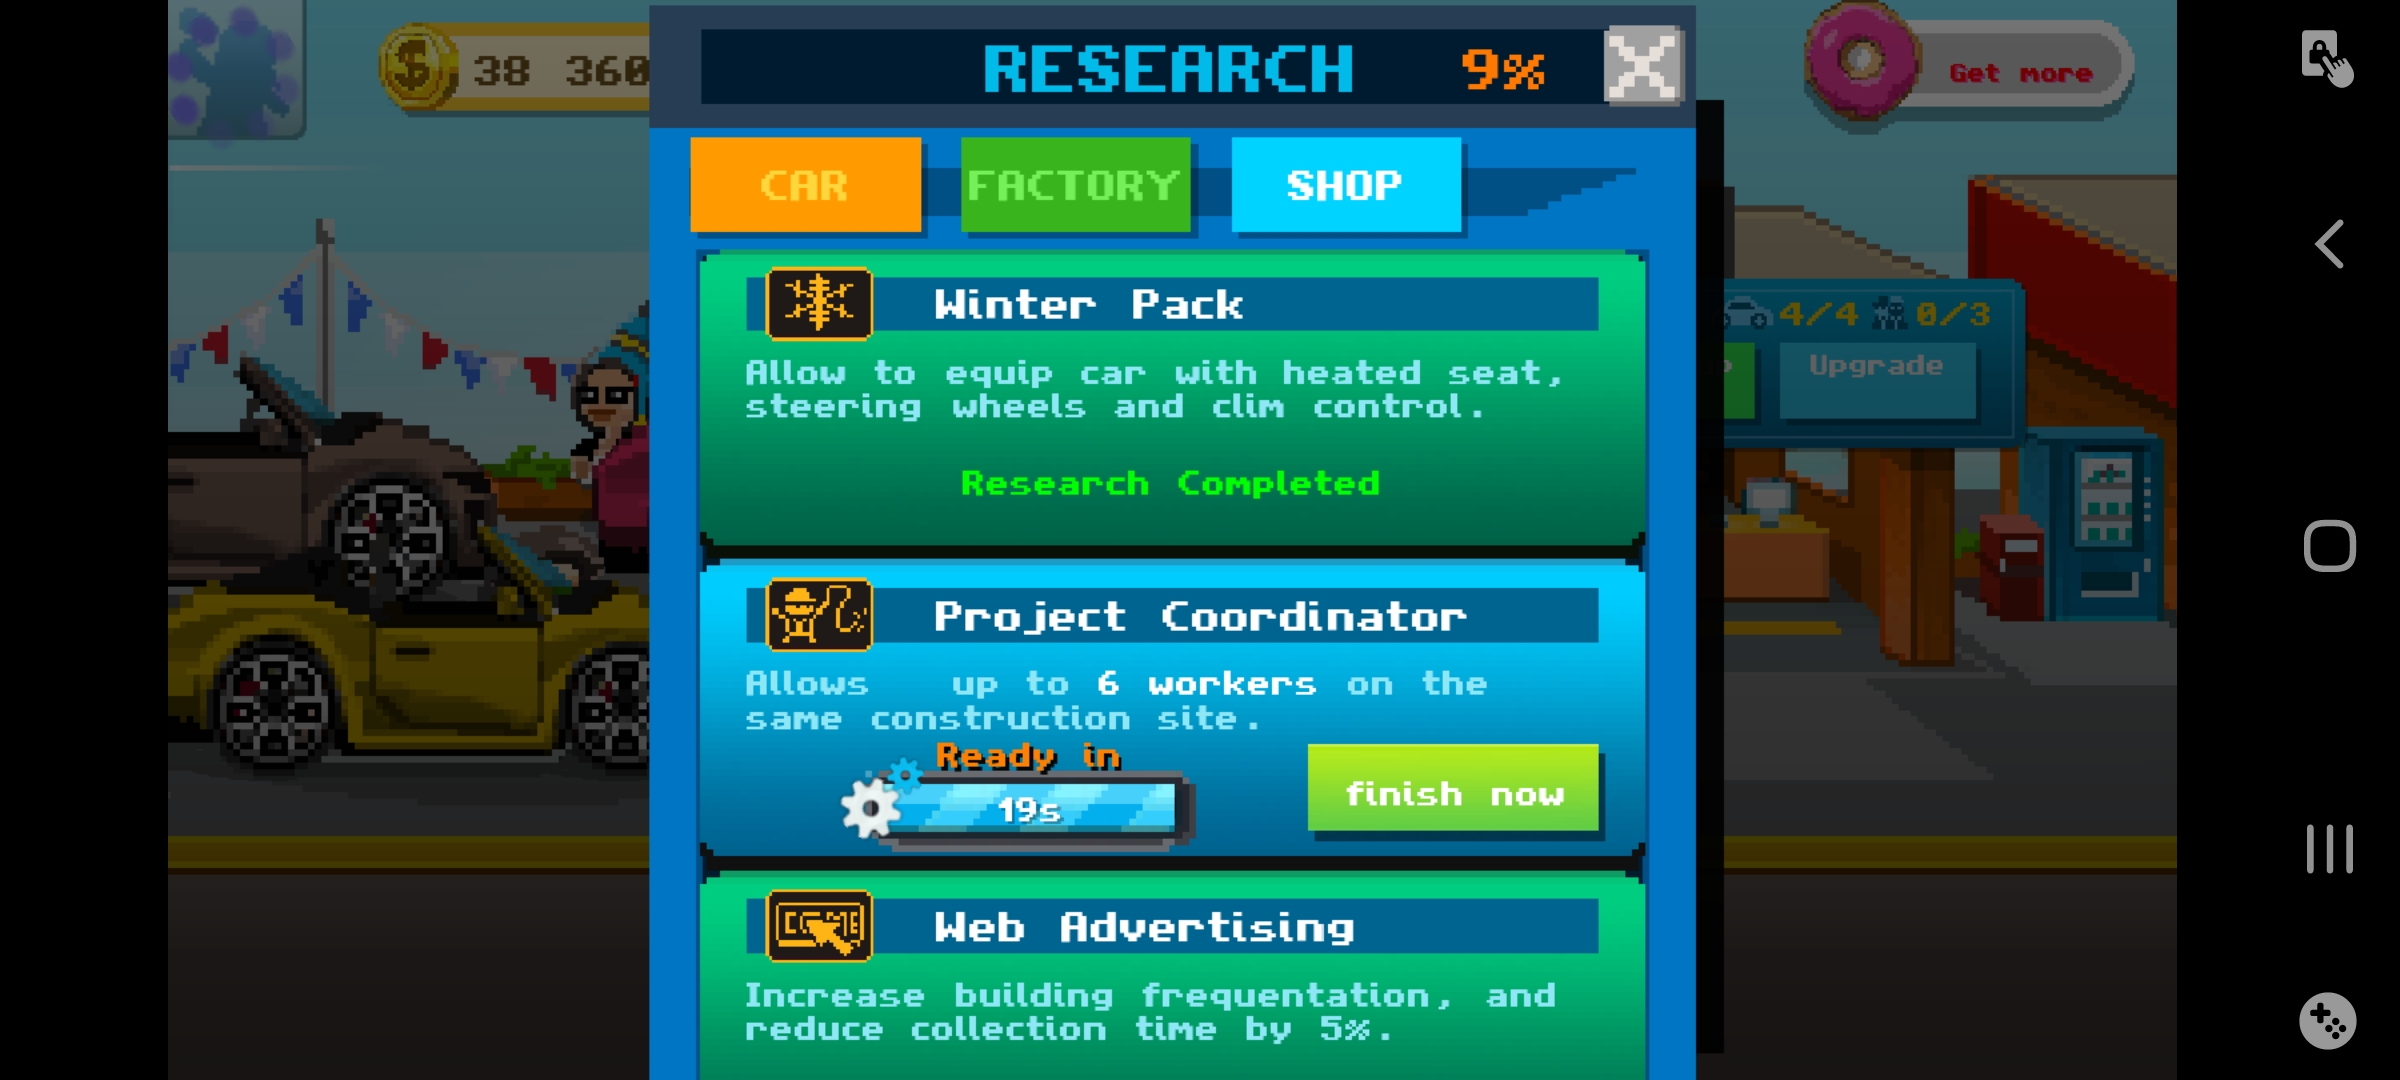 38 360
RESEARCH 9%
Get more
CAR FACTORY SHOP
Winter Pack
Allow to equip car with heated seat,
steering wheels and clim control.
Research Completed
4/4 0/3
Upgrade
Project Coordinator
Allows up to 6 workers on the
same construction site.
Ready in
19s
finish now
Web Advertising
Increase building frequentation, and
reduce collection time by 5%.